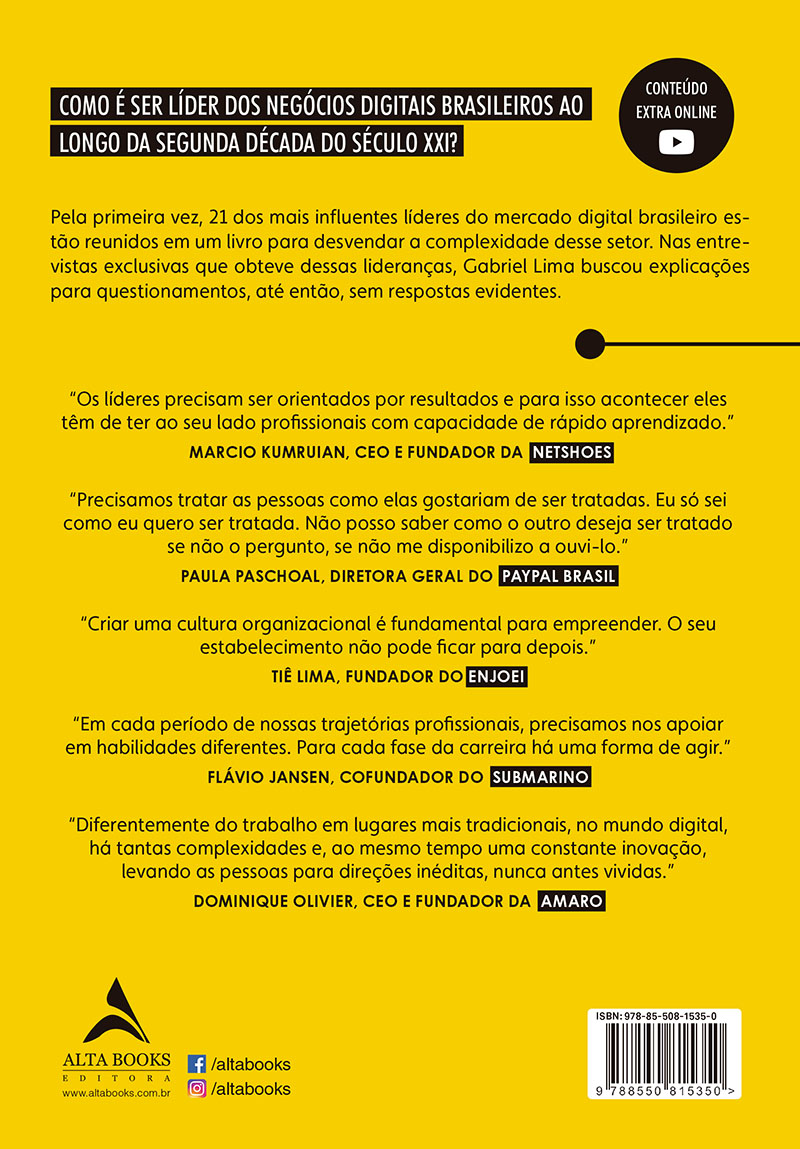 COMO É SER LÍDER DOS NEGÓCIOS DIGITAIS BRASILEIROS AO
LONGO DA SEGUNDA DÉCADA DO SÉCULO XXI?
CONTEÚDO
EXTRA ONLINE
Pela primeira vez, 21 dos mais influentes líderes do mercado digital brasileiro es-
tão reunidos em um livro para desvendar a complexidade desse setor. Nas entre-
vistas exclusivas que obteve dessas lideranças, Gabriel Lima buscou explicações
para questionamentos, até então, sem respostas evidentes.
“Os líderes precisam ser orientados por resultados e para isso acontecer eles
têm de ter ao seu lado profissionais com capacidade de rápido aprendizado.”
MARCIO KUMRUIAN, CEO E FUNDADOR DA NETSHOES
“Precisamos tratar as pessoas como elas gostariam de ser tratadas. Eu só sei
como eu quero ser tratada. Não posso saber como o outro deseja ser tratado
se não o pergunto, se não me disponibilizo a ouvi-lo.”
PAULA PASCHOAL, DIRETORA GERAL DO PAYPAL BRASIL
“Criar uma cultura organizacional é fundamental para empreender. O seu
estabelecimento não pode ficar para depois.”
TIÊ LIMA, FUNDADOR DO ENJOEI
“Em cada período de nossas trajetórias profissionais, precisamos nos apoiar
em habilidades diferentes. Para cada fase da carreira há uma forma de agir.”
FLÁVIO JANSEN, COFUNDADOR DO SUBMARINO
“Diferentemente do trabalho em lugares mais tradicionais, no mundo digital,
há tantas complexidades e, ao mesmo tempo uma constante inovação,
levando as pessoas para direções inéditas, nunca antes vividas.”
DOMINIQUE OLIVIER, CEO E FUNDADOR DA AMARO
ALTA BOOKS
EDITORA
www.altabooks.com.br
/altabooks
/altabooks
ISBN: 978-85-508-1535-0
9 788550 815350 >